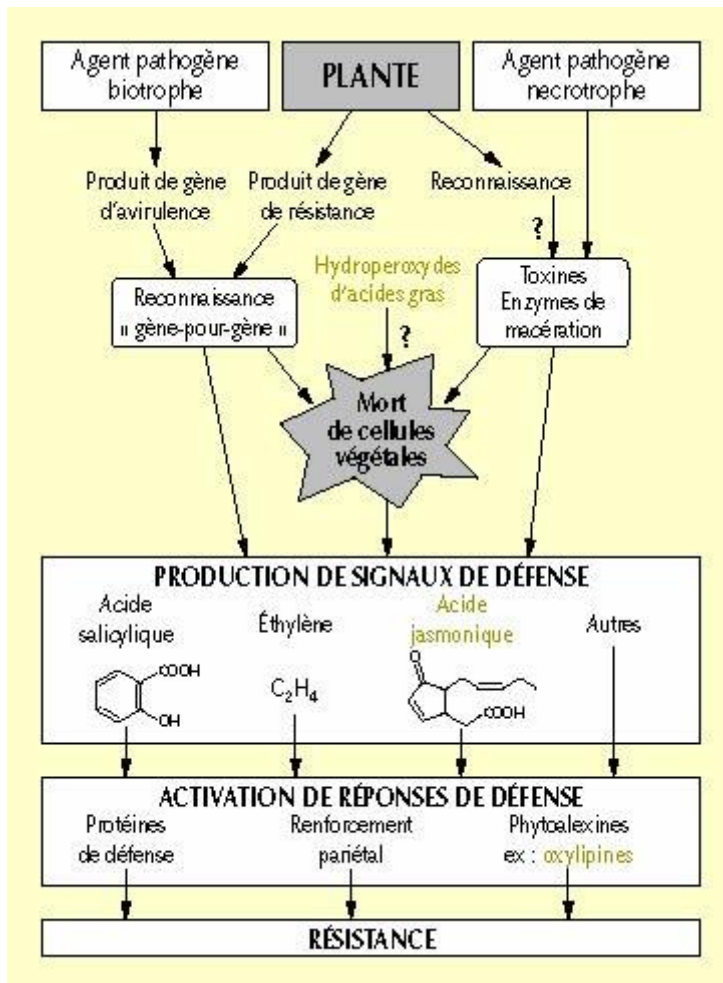 Agent pathogène
biotrophe
PLANTE
Agent pathogène
necrotrophe
Produit de gène
d'avirulence
Produit de gène
de résistance
Reconnaissance
?
Hydroperoxydes
d'acides gras
?
Reconnaissance
" gène-pour-gène "
Toxines
Enzymes de
macération
Mort
de cellules
végétales
PRODUCTION DE SIGNAUX DE DÉFENSE
Acide
salicylique
Éthylène
Acide
jasmonique
Autres
COOH
OH
C₂H₄
O
COOH
ACTIVATION DE RÉPONSES DE DÉFENSE
Protéines
de défense
Renforcement
pariétal
Phytoalexines
ex : oxylipines
RÉSISTANCE